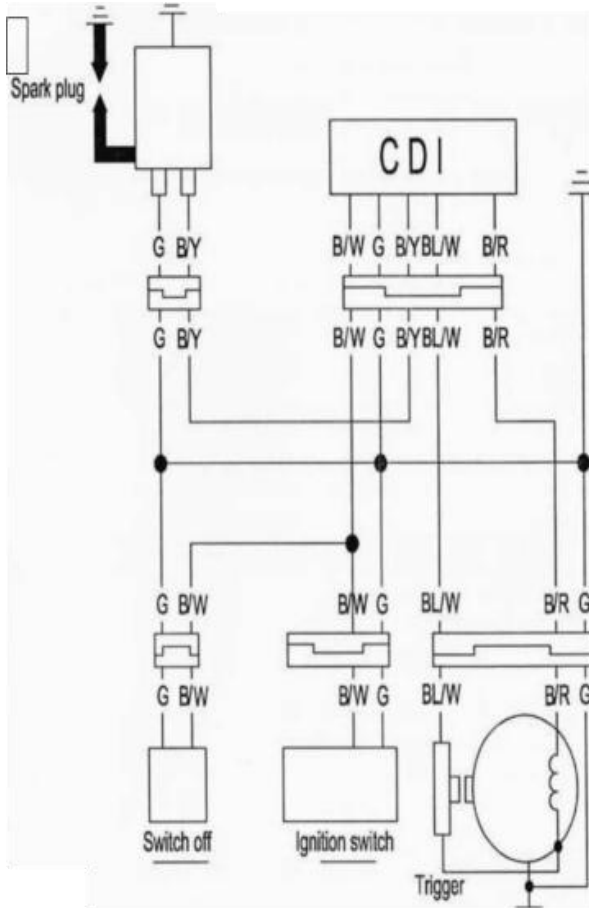 Spark plug
CDI
G B/Y B/W G B/Y BL/W B/R
G B/Y B/W G B/Y BL/W B/R
G B/W B/W G BL/W B/R G
G B/W B/W G BL/W B/R G
Switch off Ignition switch
Trigger